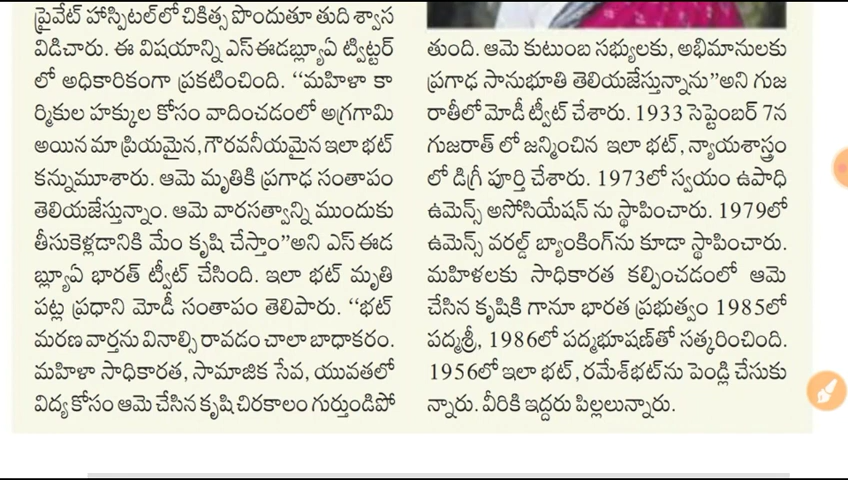 ప్రైవేట్ హాస్పిటల్‌లో చికిత్స పొందుతూ తుది శ్వాస
విడిచారు. ఈ విషయాన్ని ఎస్ఈడబ్ల్యూఏ ట్విట్టర్
లో అధికారికంగా ప్రకటించింది. ‘‘మహిళా కా
ర్మికుల హక్కుల కోసం వాదించడంలో అగ్రగామి
అయిన మా ప్రియమైన, గౌరవనీయమైన ఇలా భట్
కన్నుమూశారు. ఆమె మృతికి ప్రగాఢ సంతాపం
తెలియజేస్తున్నాం. ఆమె వారసత్వాన్ని ముందుకు
తీసుకెళ్లడానికి మేం కృషి చేస్తాం’’అని ఎస్ ఈడ
బ్ల్యూఏ భారత్ ట్వీట్ చేసింది. ఇలా భట్ మృతి
పట్ల ప్రధాని మోడీ సంతాపం తెలిపారు. ‘‘భట్
మరణ వార్తను వినాల్సి రావడం చాలా బాధాకరం.
మహిళా సాధికారత, సామాజిక సేవ, యువతలో
విద్య కోసం ఆమె చేసిన కృషి చిరకాలం గుర్తుండిపో
తుంది. ఆమె కుటుంబ సభ్యులకు, అభిమానులకు
ప్రగాఢ సానుభూతి తెలియజేస్తున్నాను’’అని గుజ
రాతీలో మోడీ ట్వీట్ చేశారు. 1933 సెప్టెంబర్ 7న
గుజరాత్ లో జన్మించిన ఇలా భట్, న్యాయశాస్త్రం
లో డిగ్రీ పూర్తి చేశారు. 1973లో స్వయం ఉపాధి
ఉమెన్స్ అసోసియేషన్ ను స్థాపించారు. 1979లో
ఉమెన్స్ వరల్డ్ బ్యాంకింగ్‌ను కూడా స్థాపించారు.
మహిళలకు సాధికారత కల్పించడంలో ఆమె
చేసిన కృషికి గానూ భారత ప్రభుత్వం 1985లో
పద్మశ్రీ, 1986లో పద్మభూషణ్‌తో సత్కరించింది.
1956లో ఇలా భట్, రమేశ్‌భట్‌ను పెండ్లి చేసుకు
న్నారు. వీరికి ఇద్దరు పిల్లలున్నారు.